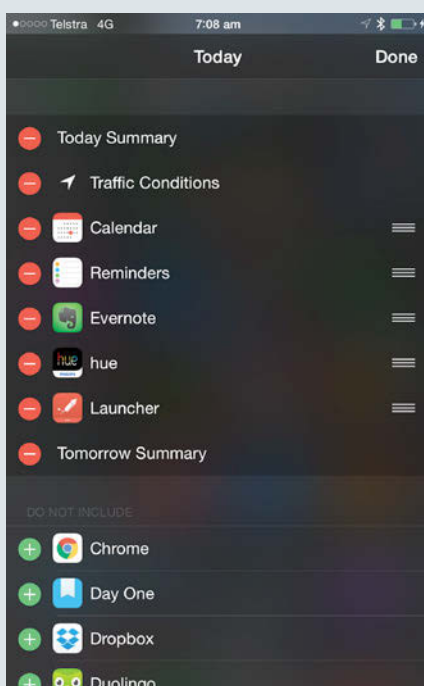 Telstra 4G 7:08 am
Today Done
Today Summary
Traffic Conditions
Calendar
Reminders
Evernote
hue
hue
Launcher
Tomorrow Summary
DO NOT INCLUDE
Chrome
Day One
Dropbox
Duolingo